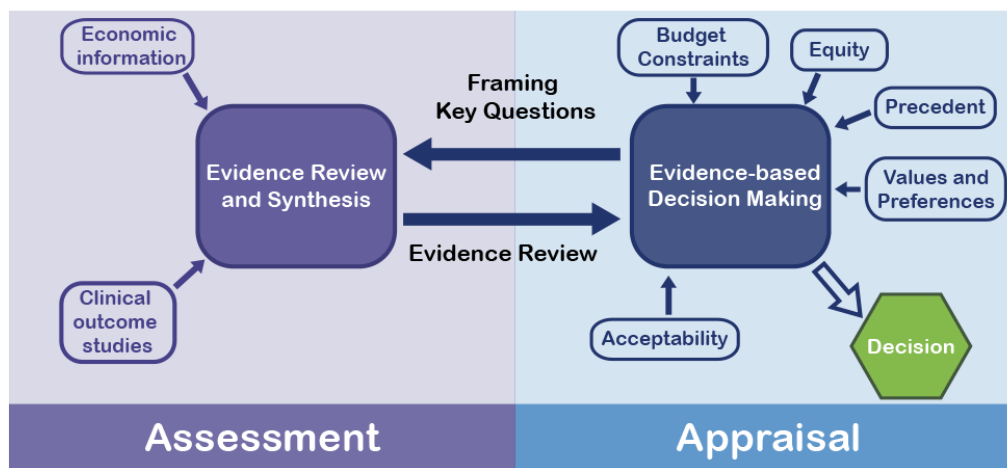 Economic
information
Framing
Key Questions
Evidence Review
and Synthesis
Evidence Review
Clinical
outcome
studies
Budget
Constraints
Equity
Precedent
Evidence-based
Decision Making
Values and
Preferences
Acceptability
Decision
Assessment
Appraisal